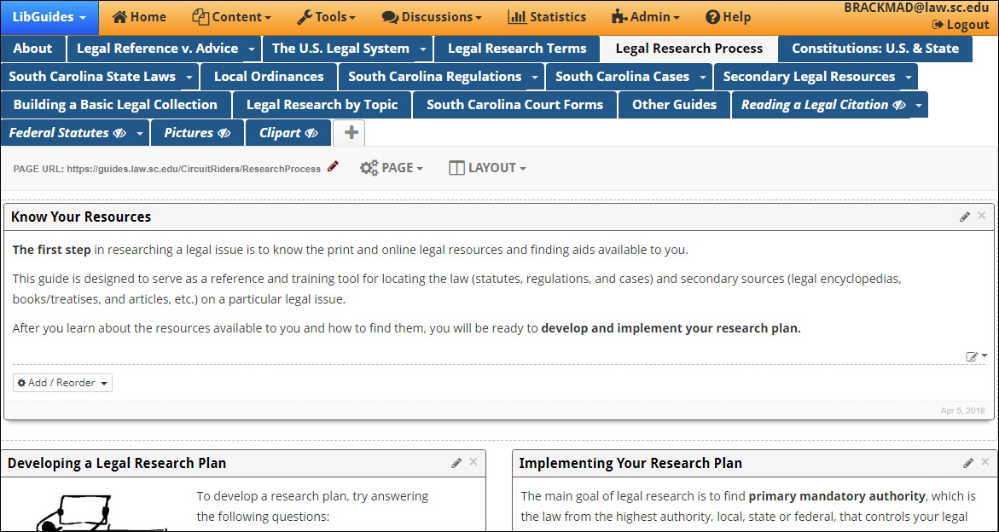 LibGuides
Home
Content
Tools
Discussions
Statistics
Admin
Help
BRACKMAD@law.sc.edu
Logout
About
Legal Reference v. Advice
The U.S. Legal System
Legal Research Terms
Legal Research Process
Constitutions: U.S. & State
South Carolina State Laws
Local Ordinances
South Carolina Regulations
South Carolina Cases
Secondary Legal Resources
Building a Basic Legal Collection
Legal Research by Topic
South Carolina Court Forms
Other Guides
Reading a Legal Citation
Federal Statutes
Pictures
Clipart
PAGE URL: https://guides.law.sc.edu/CircuitRiders/ResearchProcess
PAGE
LAYOUT
Know Your Resources
The first step in researching a legal issue is to know the print and online legal resources and finding aids available to you.
This guide is designed to serve as a reference and training tool for locating the law (statutes, regulations, and cases) and secondary sources (legal encyclopedias,
books/treatises, and articles, etc.) on a particular legal issue.
After you learn about the resources available to you and how to find them, you will be ready to develop and implement your research plan.
Add / Reorder
Apr 5, 2018
Developing a Legal Research Plan
To develop a research plan, try answering
the following questions:
Implementing Your Research Plan
The main goal of legal research is to find primary mandatory authority, which is
the law from the highest authority, local, state or federal, that controls your legal